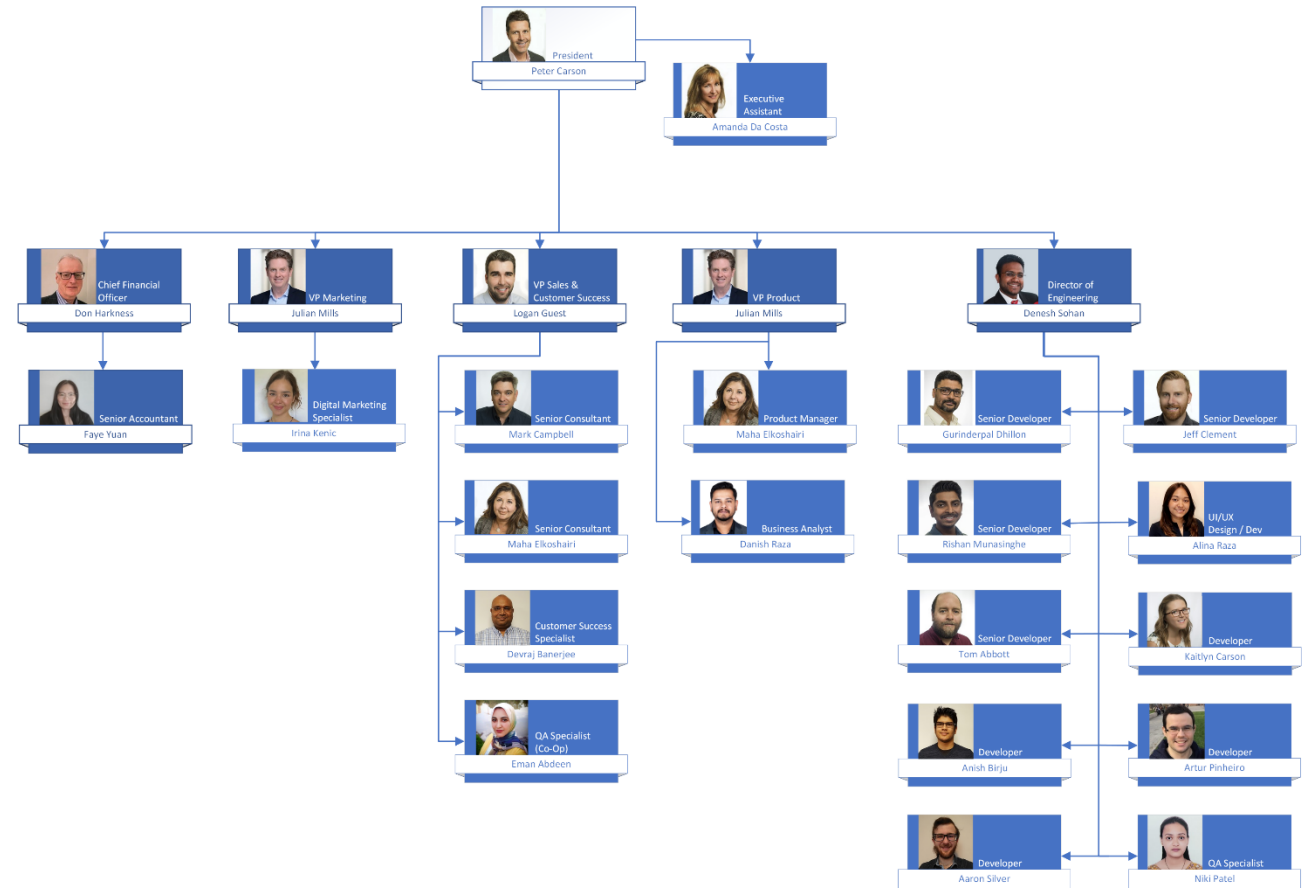 President
Peter Carson
Executive
Assistant
Amanda Da Costa
Chief Financial
Officer
Don Harkness
VP Marketing
Julian Mills
VP Sales &
Customer Success
Logan Guest
VP Product
Julian Mills
Director of
Engineering
Denesh Sohan
Senior Accountant
Faye Yuan
Digital Marketing
Specialist
Irina Kenic
Senior Consultant
Mark Campbell
Product Manager
Maha Elkoshairi
Senior Developer
Gurinderpal Dhillon
Senior Developer
Jeff Clement
Senior Consultant
Maha Elkoshairi
Business Analyst
Danish Raza
Senior Developer
Rishan Munasinghe
UI/UX
Design / Dev
Alina Raza
Customer Success
Specialist
Devraj Banerjee
Senior Developer
Tom Abbott
Developer
Kaitlyn Carson
QA Specialist
(Co-Op)
Eman Abdeen
Developer
Anish Birju
Developer
Artur Pinheiro
Developer
Aaron Silver
QA Specialist
Niki Patel